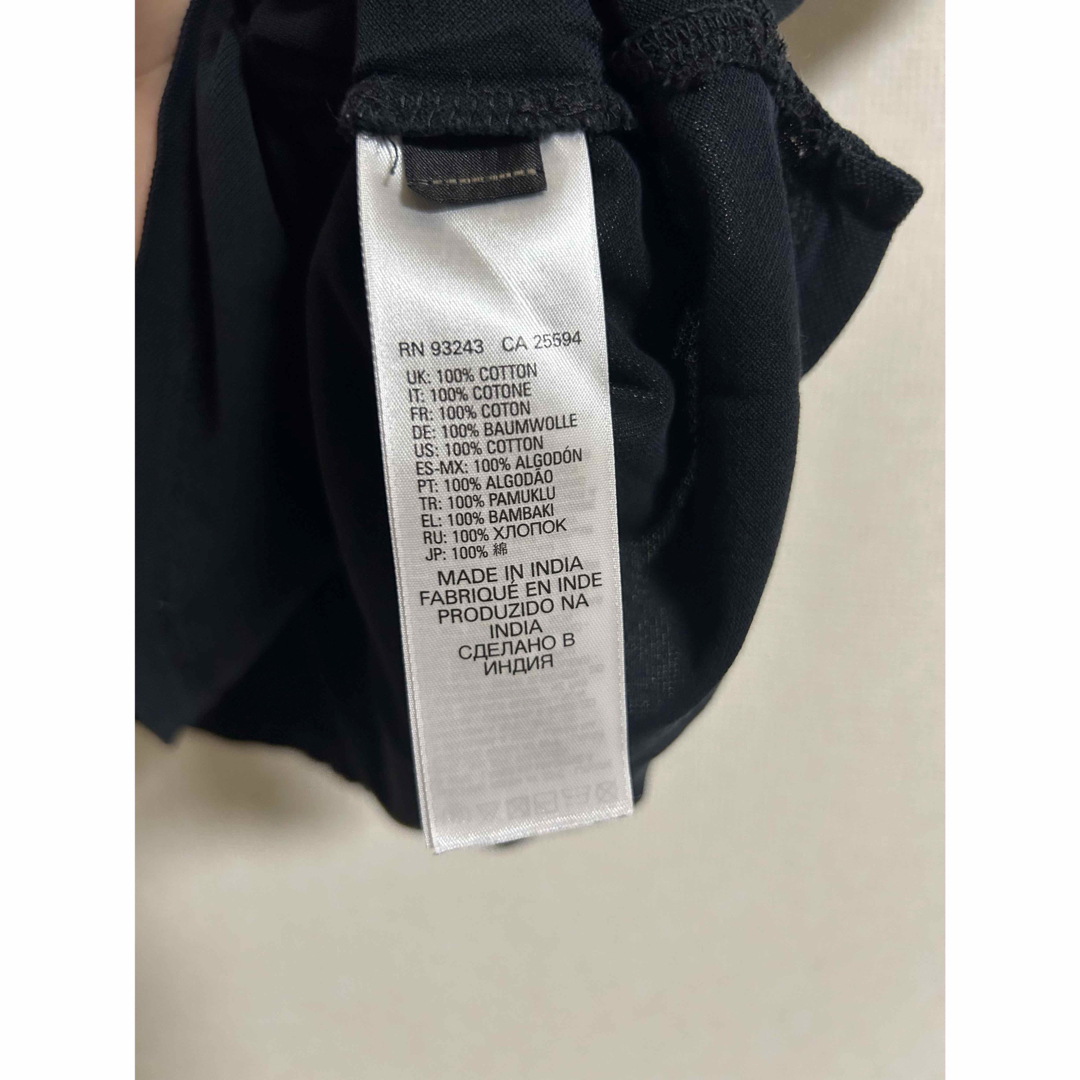 RN 93243 CA 25594
UK: 100% COTTON
IT: 100% COTONE
FR: 100% COTON
DE: 100% BAUMWOLLE
US: 100% COTTON
ES-MX: 100% ALGODÓN
PT: 100% ALGODÃO
TR: 100% PAMUKLU
EL: 100% BAMBAKI
RU: 100% ХЛОПОК
JP: 100% 綿
MADE IN INDIA
FABRIQUÉ EN INDE
PRODUZIDO NA
INDIA
СДЕЛАНО В
ИНДИЯ